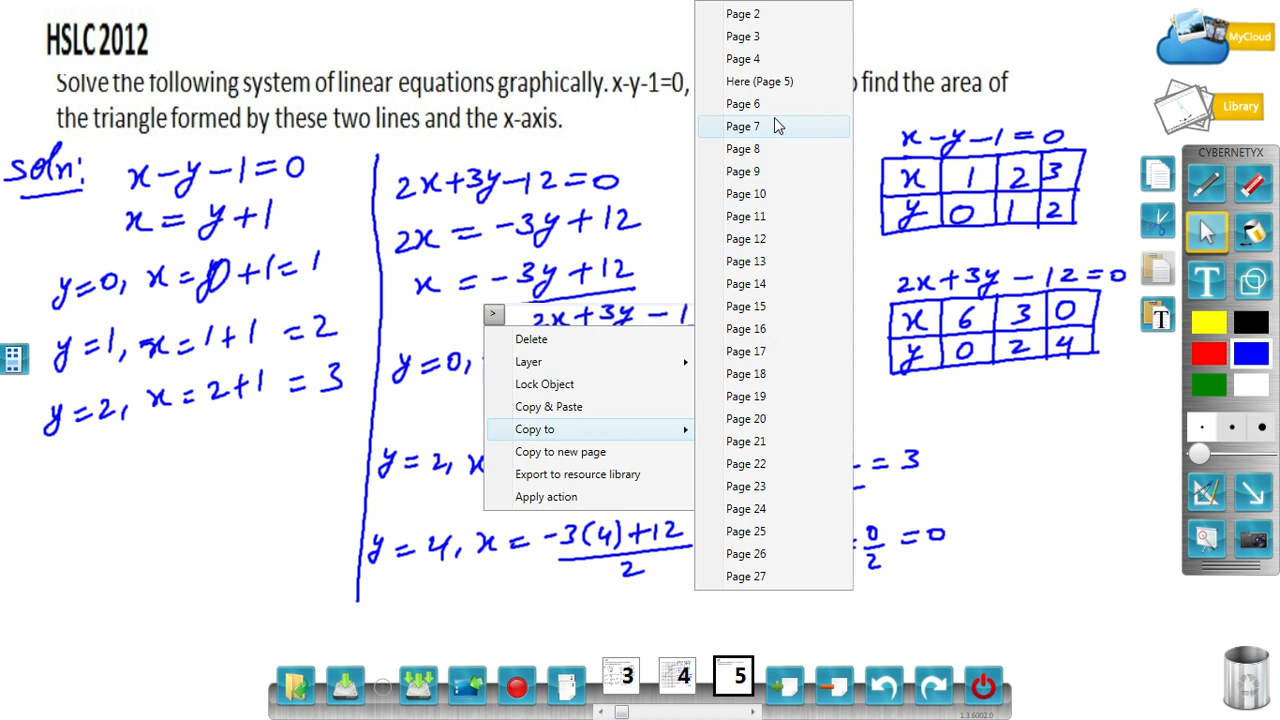 HSLC 2012
Solve the following system of linear equations graphically. x-y-1=0, o find the area of
the triangle formed by these two lines and the x-axis.
soln:
x-y-1=0
x = y+1
y=0, x=0+1=1
y=1, x=1+1 =2
y=2, x=2+1 =3
2x+3y-12=0
2x = -3y+12
x = -3y+12
2x+3y-1
y=0,
y=2, x = 3
y=4, x = -3(4)+12
2
= 0
2 = 0
x-y-1=0
x 1 2 3
y 0 1 2
2x+3y-12=0
x 6 3 0
y 0 2 4
>
Delete
Layer
Lock Object
Copy & Paste
Copy to
Copy to new page
Export to resource library
Apply action
Page 2
Page 3
Page 4
Here (Page 5)
Page 6
Page 7
Page 8
Page 9
Page 10
Page 11
Page 12
Page 13
Page 14
Page 15
Page 16
Page 17
Page 18
Page 19
Page 20
Page 21
Page 22
Page 23
Page 24
Page 25
Page 26
Page 27
MyCloud
Library
CYBERNETYX
T
T
3
4
5
1.3.6002.0